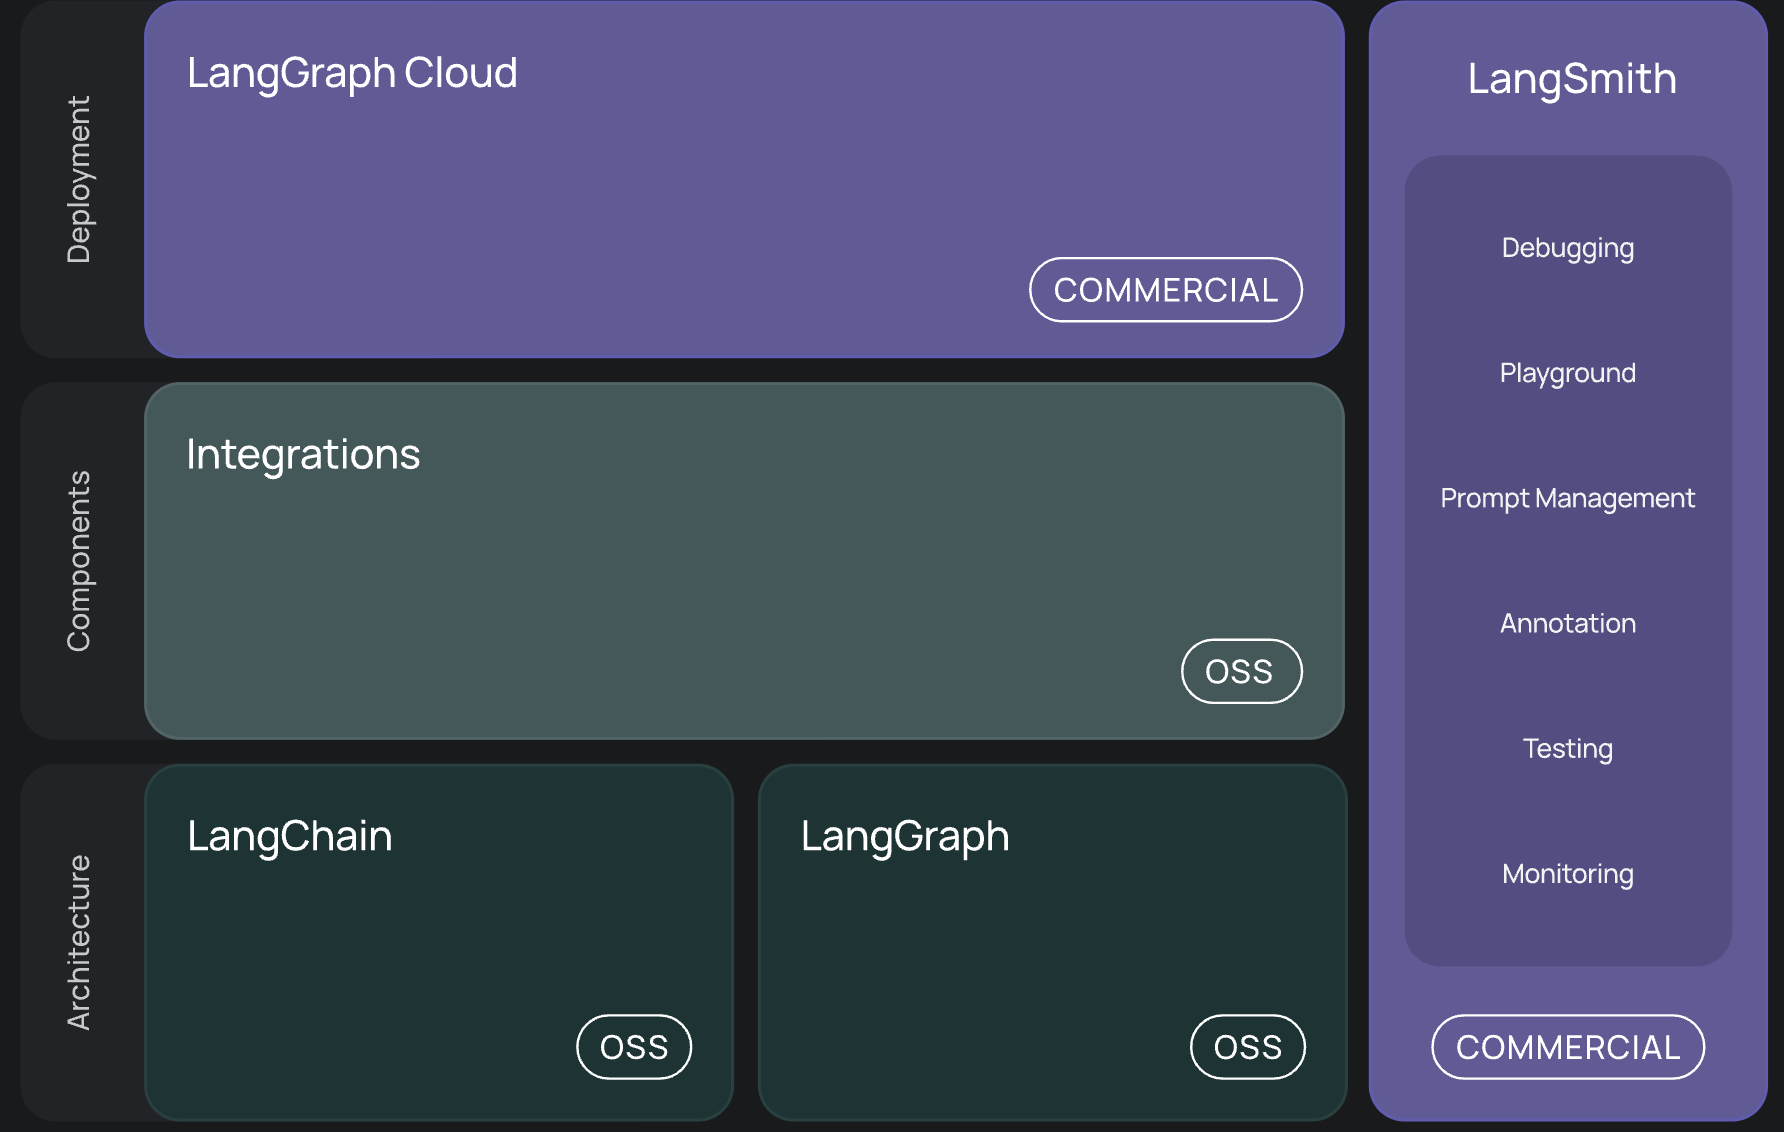 Deployment
LangGraph Cloud
COMMERCIAL
Components
Integrations
OSS
Architecture
LangChain
OSS
LangGraph
OSS
LangSmith
Debugging
Playground
Prompt Management
Annotation
Testing
Monitoring
COMMERCIAL